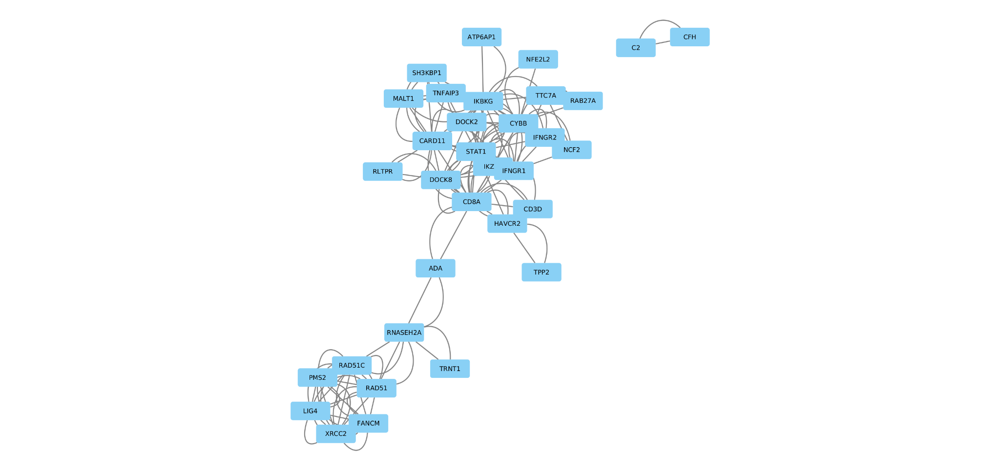 ATP6AP1
CFH
C2
NFE2L2
SH3KBP1
TNFAIP3
MALT1
TTC7A
IKBKG
RAB27A
DOCK2
CYBB
IFNGR2
CARD11
NCF2
STAT1
IKZ
IFNGR1
RLTPR
DOCK8
CD8A
CD3D
HAVCR2
ADA
TPP2
RNASEH2A
RAD51C
TRNT1
PMS2
RAD51
LIG4
FANCM
XRCC2